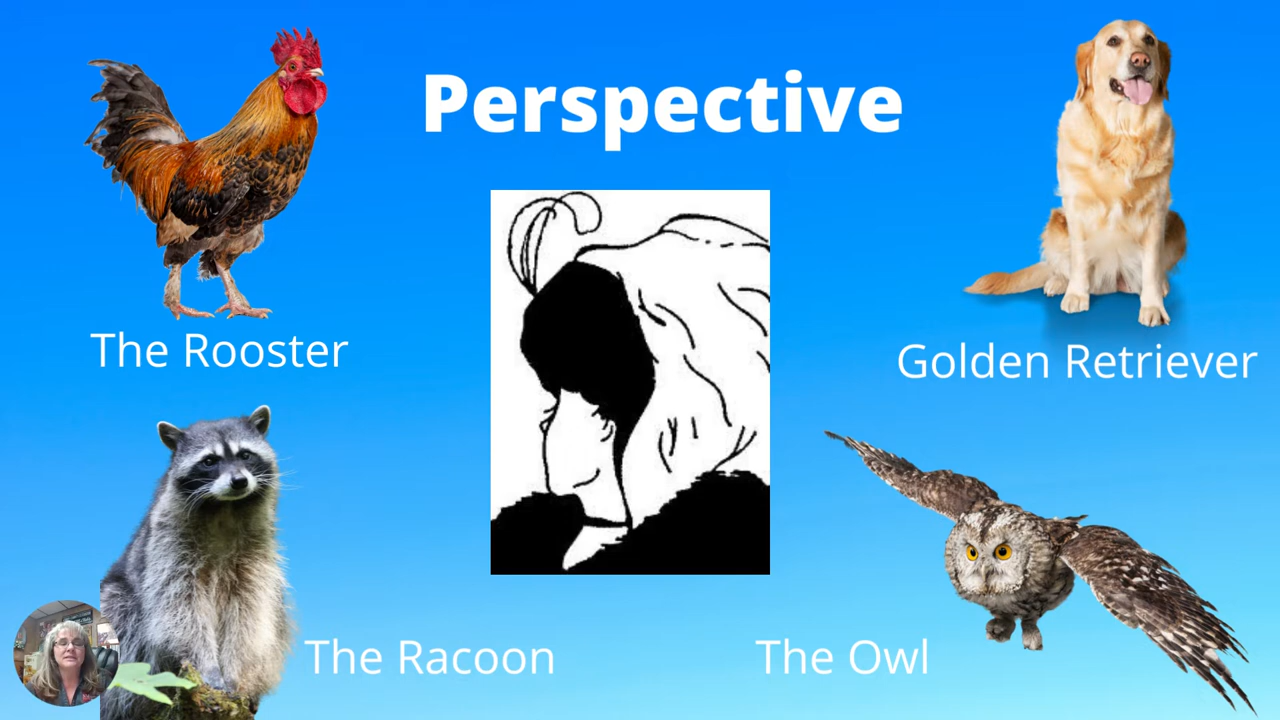 Perspective
The Rooster
Golden Retriever
The Racoon
The Owl